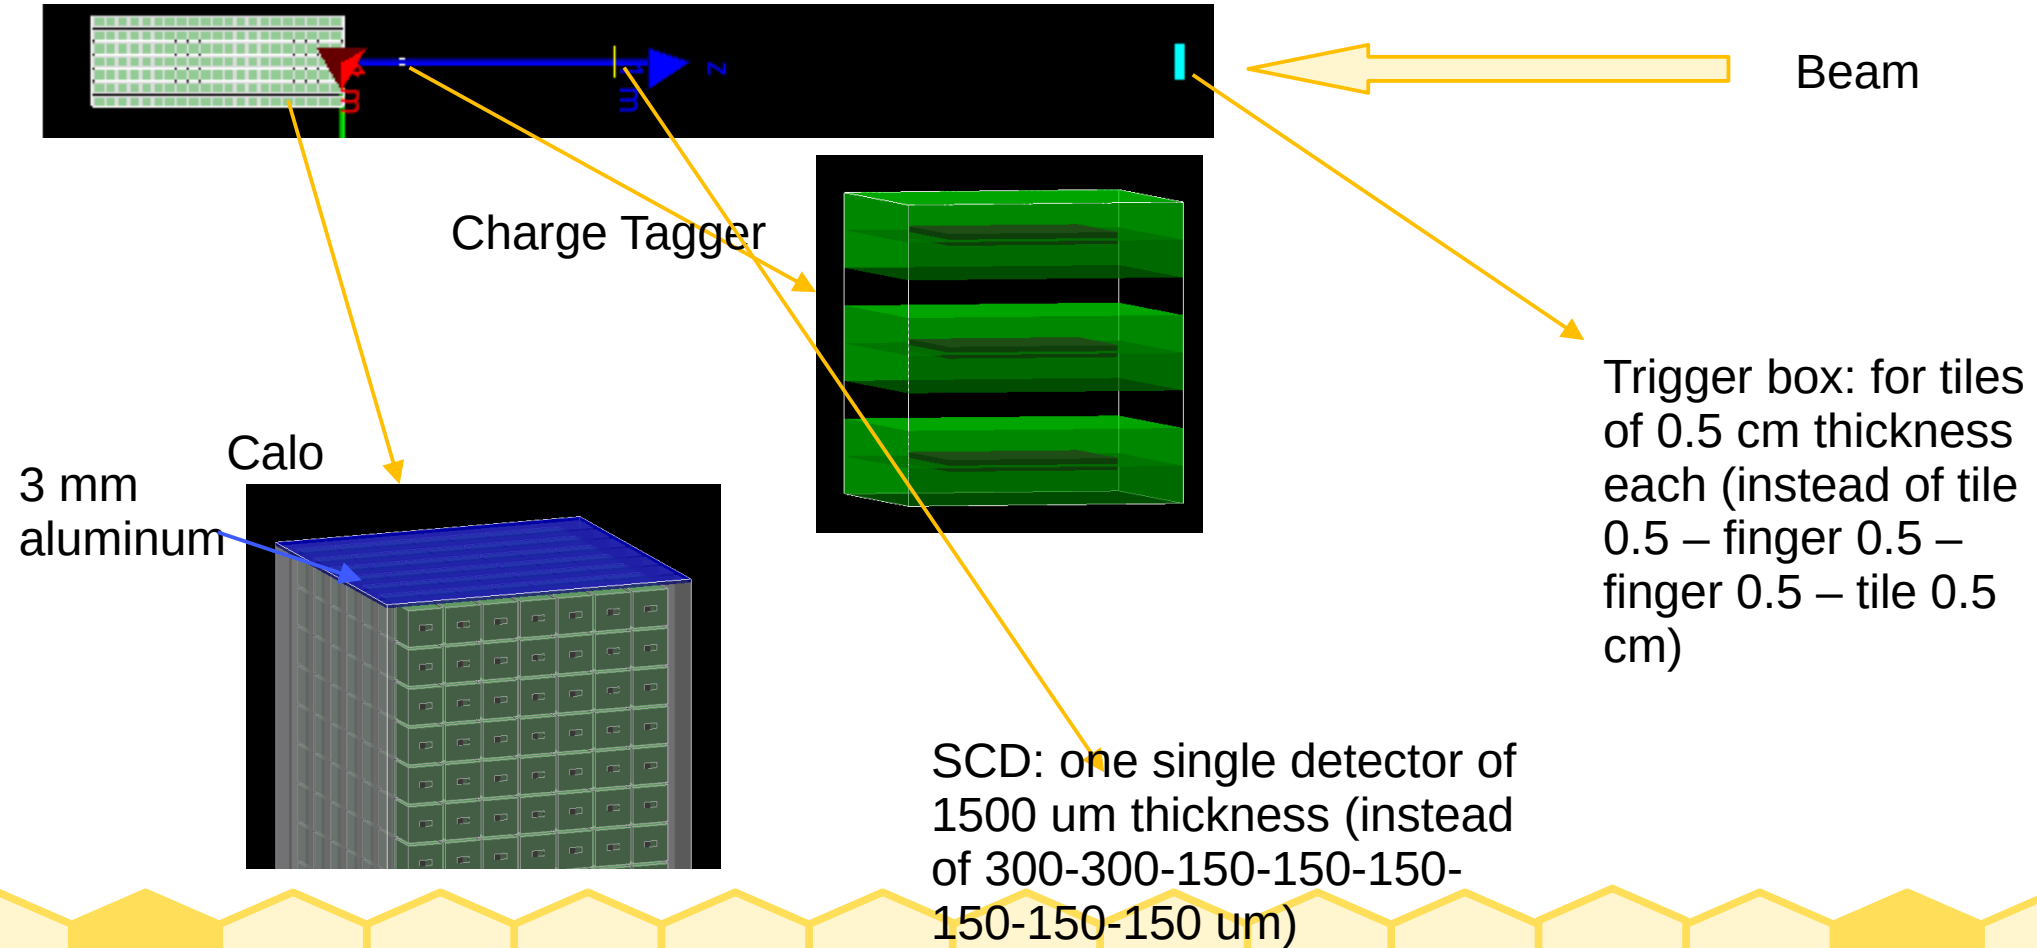 z
1 m
m
Beam
Charge Tagger
Trigger box: for tiles
of 0.5 cm thickness
each (instead of tile
0.5 – finger 0.5 –
finger 0.5 – tile 0.5
cm)
Calo
3 mm
aluminum
SCD: one single detector of
1500 um thickness (instead
of 300-300-150-150-150-
150-150-150 um)